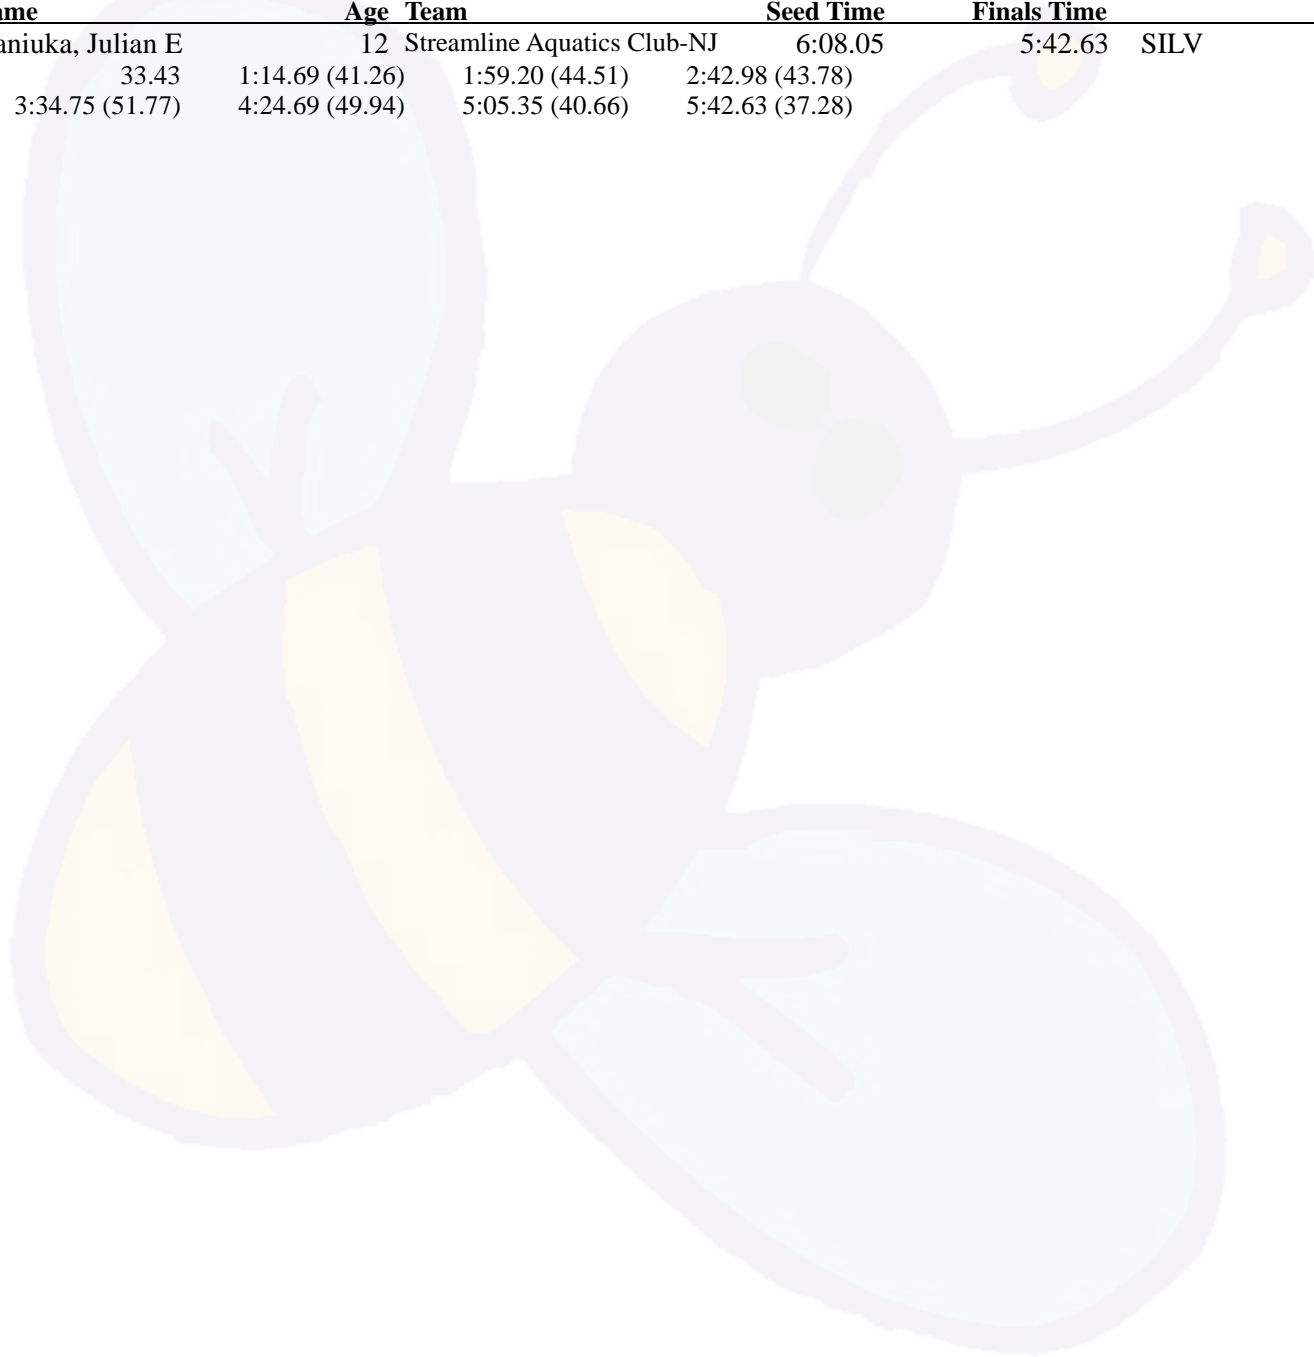 ame Age Team Seed Time Finals Time
aniuka, Julian E 12 Streamline Aquatics Club-NJ 6:08.05 5:42.63 SILV
33.43 1:14.69 (41.26) 1:59.20 (44.51) 2:42.98 (43.78)
3:34.75 (51.77) 4:24.69 (49.94) 5:05.35 (40.66) 5:42.63 (37.28)